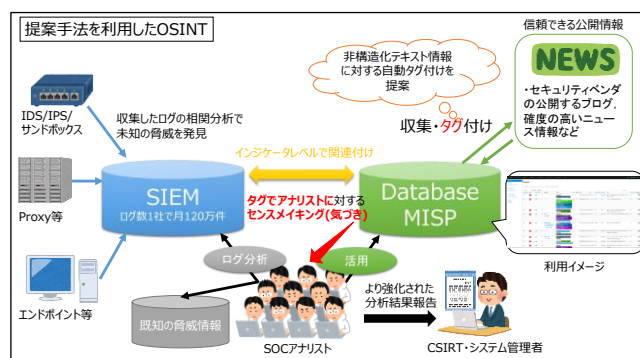 提案手法を利用したOSINT
信頼できる公開情報
NEWS
・セキュリティベンダ
の公開するブログ，
確度の高いニュー
ス情報など
非構造化テキスト情報
に対する自動タグ付けを
提案
収集・タグ付け
IDS/IPS/
サンドボックス
収集したログの相関分析で
未知の脅威を発見
インジケータレベルで関連付け
SIEM
ログ数1社で月120万件
Database
MISP
Proxy等
タグでアナリストに対する
センスメイキング(気づき)
利用イメージ
ログ分析
活用
エンドポイント等
既知の脅威情報
SOCアナリスト
より強化された
分析結果報告
CSIRT・システム管理者